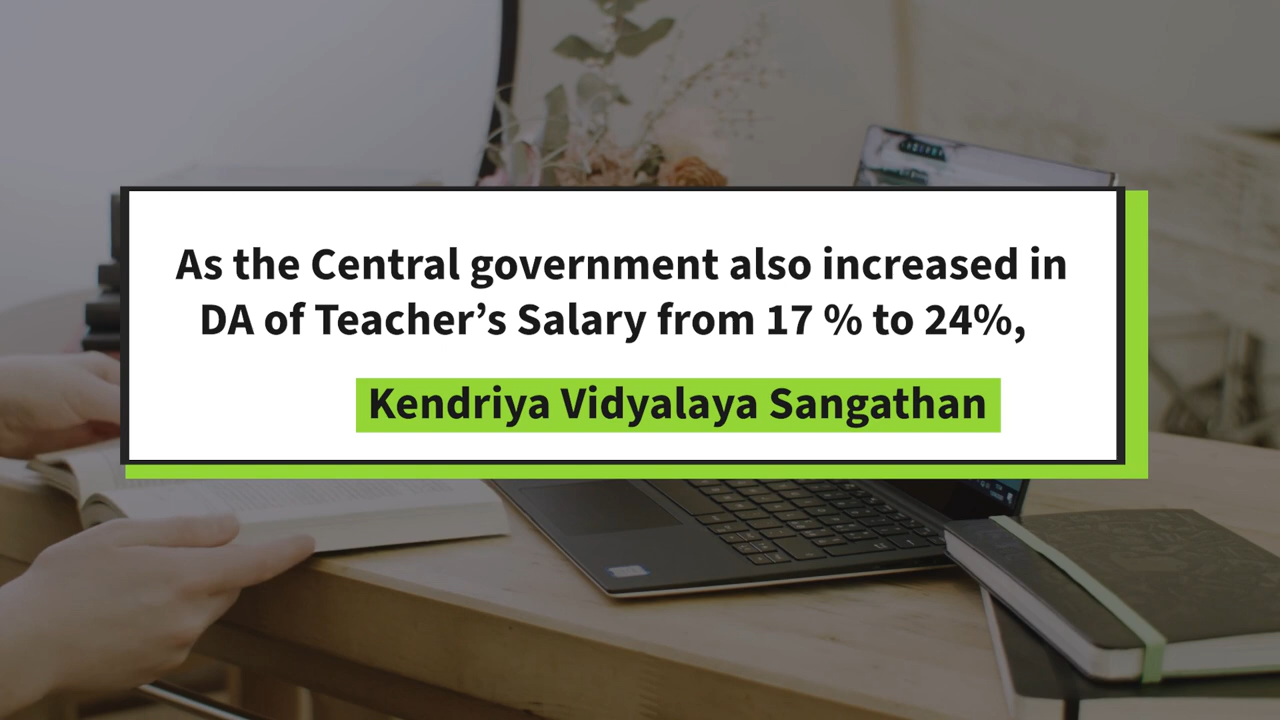 As the Central government also increased in
DA of Teacher’s Salary from 17 % to 24%,
Kendriya Vidyalaya Sangathan